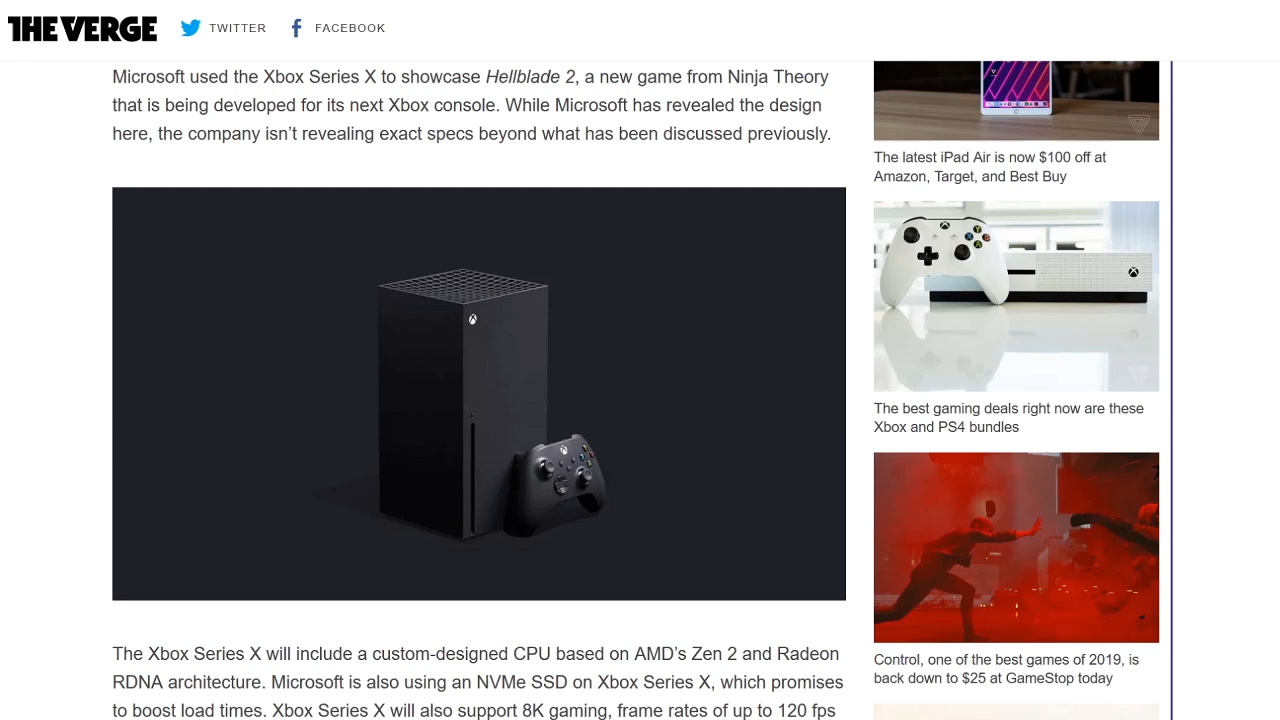 THE VERGE
TWITTER
FACEBOOK
Microsoft used the Xbox Series X to showcase Hellblade 2, a new game from Ninja Theory
that is being developed for its next Xbox console. While Microsoft has revealed the design
here, the company isn’t revealing exact specs beyond what has been discussed previously.
The Xbox Series X will include a custom-designed CPU based on AMD’s Zen 2 and Radeon
RDNA architecture. Microsoft is also using an NVMe SSD on Xbox Series X, which promises
to boost load times. Xbox Series X will also support 8K gaming, frame rates of up to 120 fps
The latest iPad Air is now $100 off at
Amazon, Target, and Best Buy
The best gaming deals right now are these
Xbox and PS4 bundles
Control, one of the best games of 2019, is
back down to $25 at GameStop today